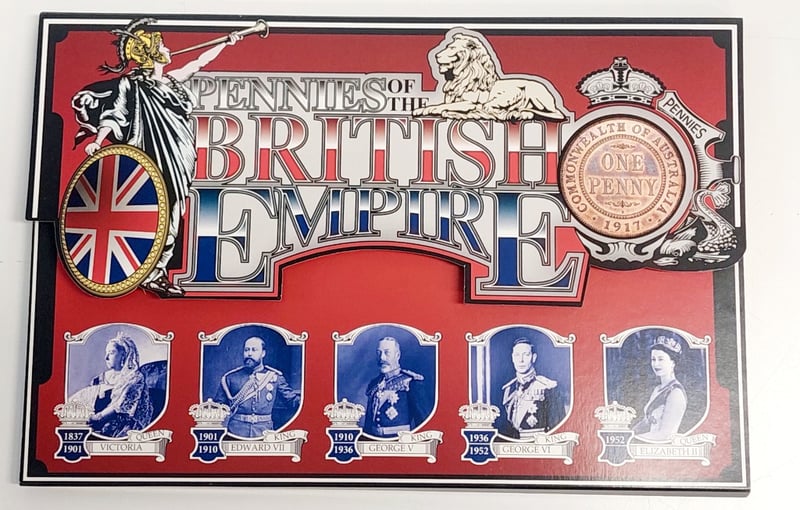 PENNIES OF
THE
BRITISH
EMPIRE
PENNIES
COMMONWEALTH OF AUSTRALIA
ONE
PENNY
1917
1837
1901
QUEEN
VICTORIA
1901
1910
KING
EDWARD VII
1910
1936
KING
GEORGE V
1936
1952
KING
GEORGE VI
1952
QUEEN
ELIZABETH II